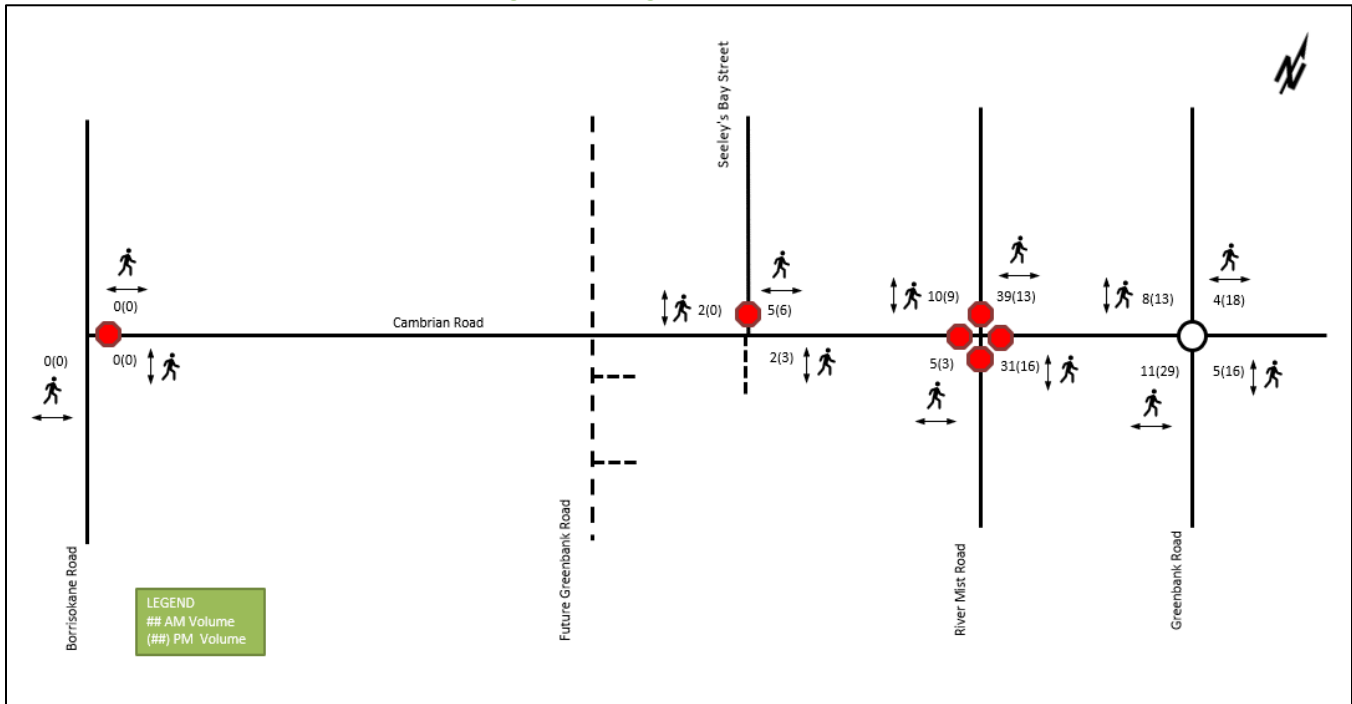 N
Seeley's Bay Street
0(0)
Cambrian Road
2(0)
5(6)
10(9)
39(13)
8(13)
4(18)
0(0)
0(0)
2(3)
5(3)
31(16)
11(29)
5(16)
Borrisokane Road
Future Greenbank Road
River Mist Road
Greenbank Road
LEGEND
## AM Volume
(##) PM Volume